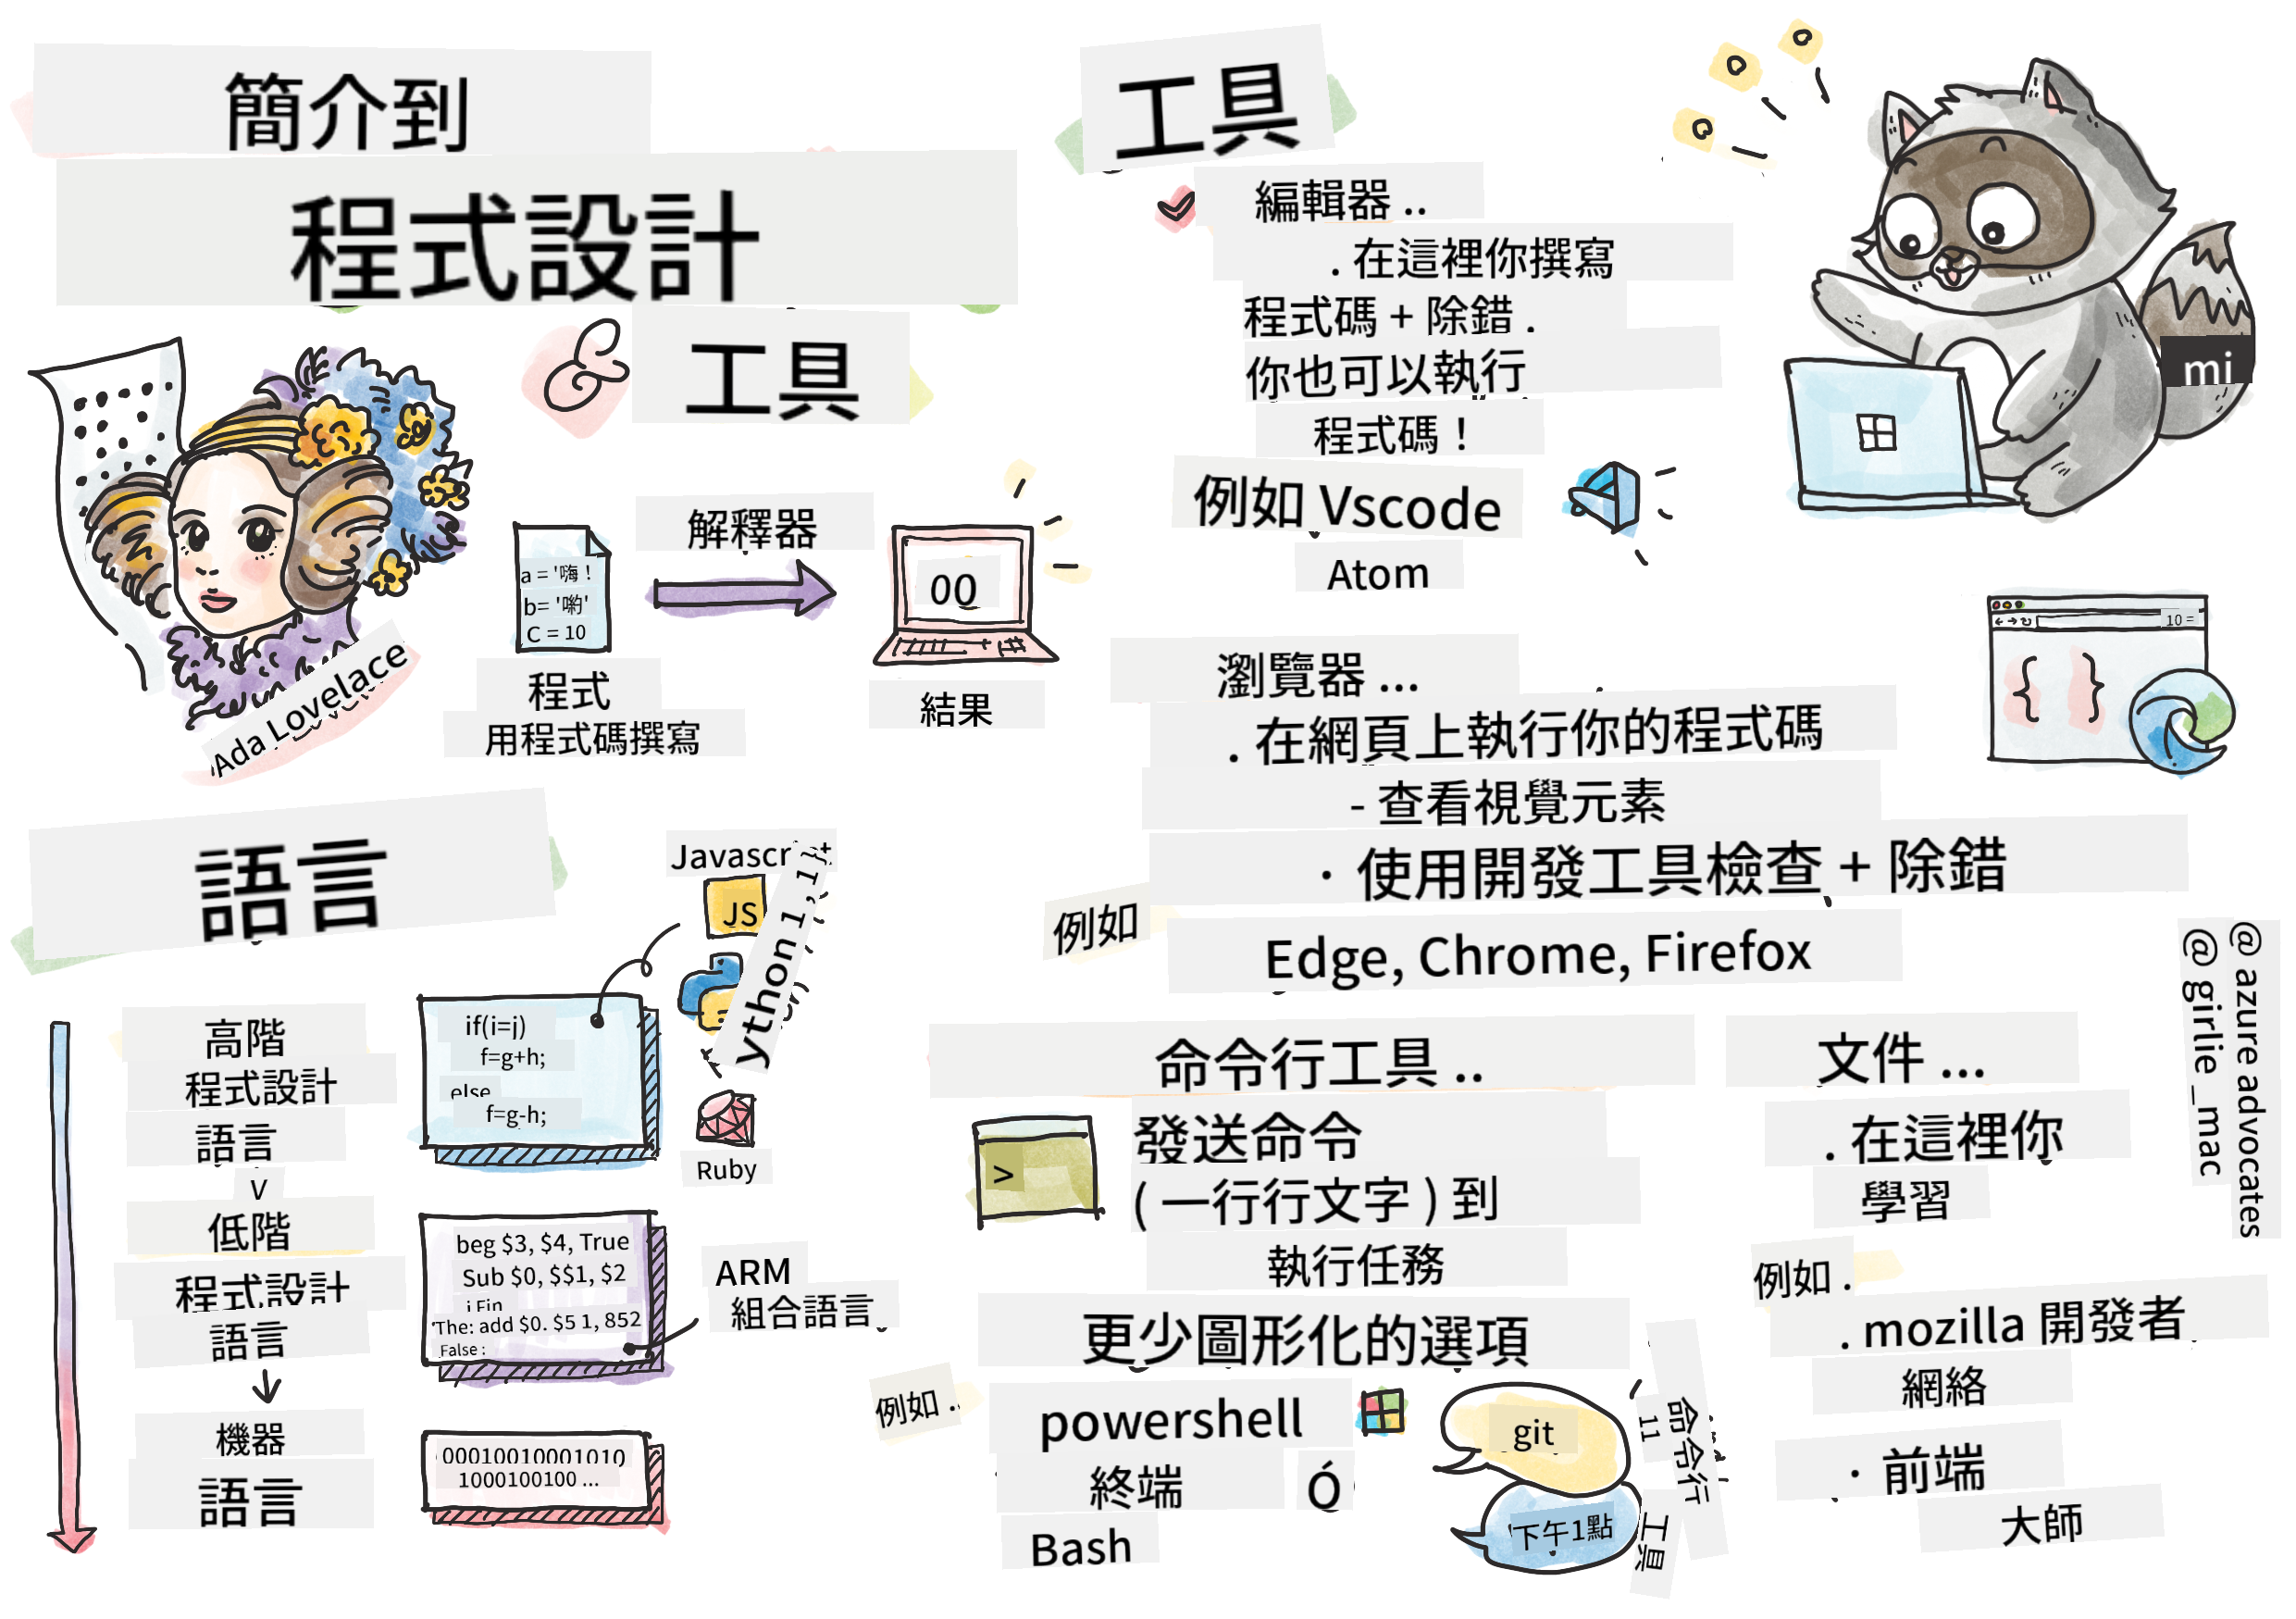 簡介到
程式設計
& 工具
Ada Lovelace
a = '嗨！
b= '喲'
C = 10
程式
用程式碼撰寫
解釋器
00
結果
語言
高階
程式設計
語言
V
低階
程式設計
語言
機器
語言
if(i=j)
f=g+h;
else
f=g-h;
Javascript
JS
ython 1, 1 }
Ruby
beg $3, $4, True
Sub $0, $$1, $2
i Fin
'The: add $0. $5 1, 852
False :
ARM
組合語言
00010010001010
1000100100 ...
工具
編輯器 ..
. 在這裡你撰寫
程式碼 + 除錯 .
你也可以執行
程式碼！
例如 Vscode
Atom
mi
瀏覽器 ...
. 在網頁上執行你的程式碼
- 查看視覺元素
· 使用開發工具檢查 + 除錯
例如
Edge, Chrome, Firefox
10 =
{ }
命令行工具 ..
>
發送命令
( 一行行文字 ) 到
執行任務
更少圖形化的選項
例如 ..
powershell
終端
Ó
Bash
git
下午1點
命令行
11
工具
文件 ...
. 在這裡你
學習
例如 .
. mozilla 開發者
網絡
· 前端
大師
@ azure advocates
@ girlie _ mac